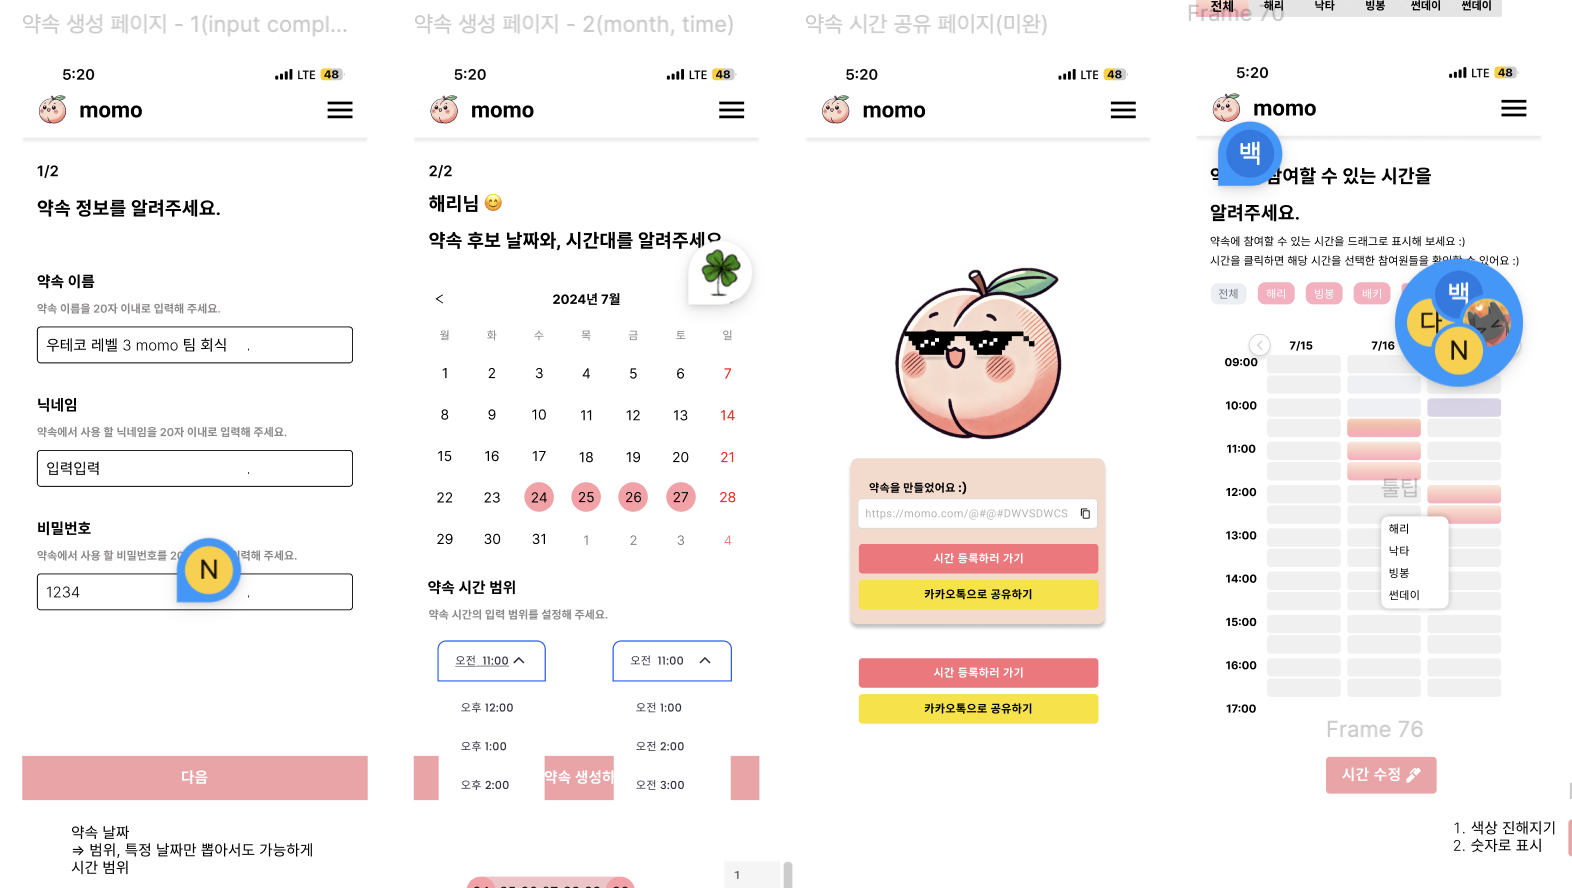 약속 생성 페이지 - 1(input compl...
5:20
LTE 48
momo
1/2
약속 정보를 알려주세요.
약속 이름
약속 이름을 20자 이내로 입력해 주세요.
우테코 레벨 3 momo 팀 회식 .
닉네임
약속에서 사용 할 닉네임을 20자 이내로 입력해 주세요.
입력입력 .
비밀번호
약속에서 사용 할 비밀번호를 입력해 주세요.
N
1234 .
다음
약속 날짜
=> 범위, 특정 날짜만 뽑아서도 가능하게
시간 범위
약속 생성 페이지 - 2(month, time)
5:20
LTE 48
momo
2/2
해리님 😊
약속 후보 날짜와, 시간대를 알려주세요
< 2024년 7월
월 화 수 목 금 토 일
1 2 3 4 5 6 7
8 9 10 11 12 13 14
15 16 17 18 19 20 21
22 23 24 25 26 27 28
29 30 31 1 2 3 4
약속 시간 범위
약속 시간의 입력 범위를 설정해 주세요.
오전 11:00 오전 11:00
오후 12:00 오전 1:00
오후 1:00 오전 2:00
오후 2:00 오전 3:00
약속 생성하
1
약속 시간 공유 페이지(미완)
5:20
LTE 48
momo
약속을 만들었어요 :)
https://momo.com/@#@#DWVSDWCS
시간 등록하러 가기
카카오톡으로 공유하기
시간 등록하러 가기
카카오톡으로 공유하기
Frame 70
전체 해리 낙타 빙봉 썬데이 썬데이
5:20
LTE 48
momo
백
참여할 수 있는 시간을
알려주세요.
약속에 참여할 수 있는 시간을 드래그로 표시해 보세요 :)
시간을 클릭하면 해당 시간을 선택한 참여원들을 확인할 수 있어요 :)
전체 해리 빙봉 배키
백
다
N
7/15 7/16
09:00
10:00
11:00
12:00
13:00
14:00
15:00
16:00
17:00
툴팁
해리
낙타
빙봉
썬데이
Frame 76
시간 수정
1. 색상 진해지기
2. 숫자로 표시